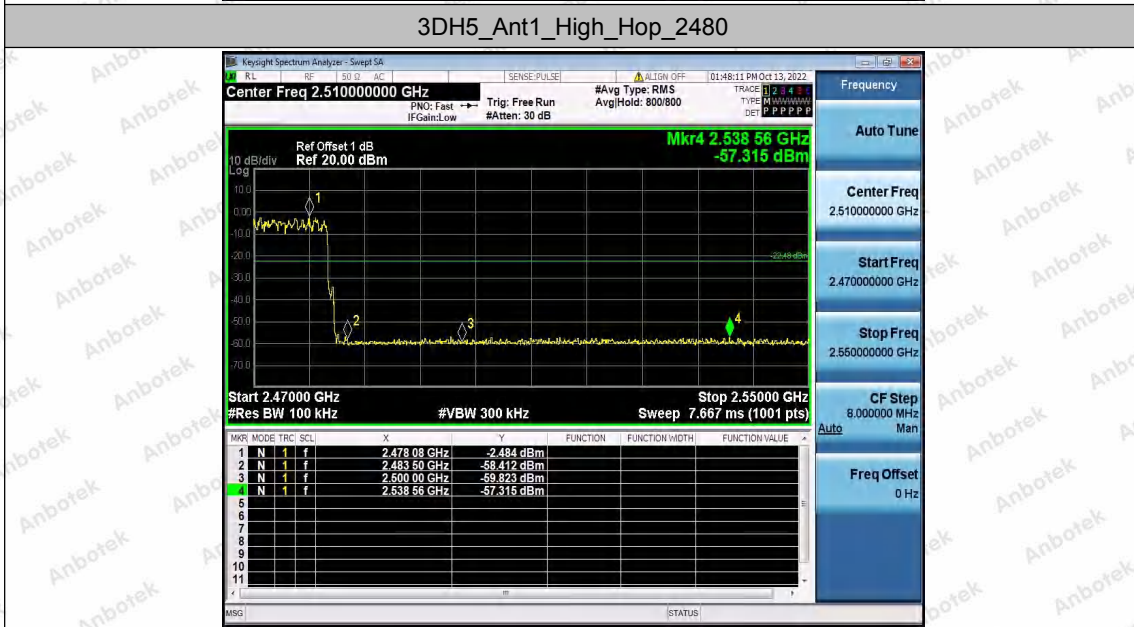 3DH5_Ant1_High_Hop_2480
Keysight Spectrum Analyzer - Swept SA
RL RF 50 Ω AC SENSE:PULSE ALIGN OFF 01:48:11 PM Oct 13, 2022
Center Freq 2.510000000 GHz
PNO: Fast
IFGain:Low
Trig: Free Run
#Atten: 30 dB
#Avg Type: RMS
Avg|Hold: 800/800
TRACE 1 2 3 4 5 6
TYPE M WWWWW
DET P P P P P P
Mkr4 2.538 56 GHz
-57.315 dBm
Ref Offset 1 dB
10 dB/div Ref 20.00 dBm
Log
10.0
0.00
-10.0
-20.0
-30.0
-40.0
-50.0
-60.0
-70.0
1
2
3
4
-22.48 dBm
Start 2.47000 GHz Stop 2.55000 GHz
#Res BW 100 kHz #VBW 300 kHz Sweep 7.667 ms (1001 pts)
MKR MODE TRC SCL X Y FUNCTION FUNCTION WIDTH FUNCTION VALUE
1 N 1 f 2.478 08 GHz -2.484 dBm
2 N 1 f 2.483 50 GHz -58.412 dBm
3 N 1 f 2.500 00 GHz -59.823 dBm
4 N 1 f 2.538 56 GHz -57.315 dBm
5
6
7
8
9
10
11
MSG STATUS
Frequency
Auto Tune
Center Freq
2.510000000 GHz
Start Freq
2.470000000 GHz
Stop Freq
2.550000000 GHz
CF Step
8.000000 MHz
Auto Man
Freq Offset
0 Hz
Anbotek